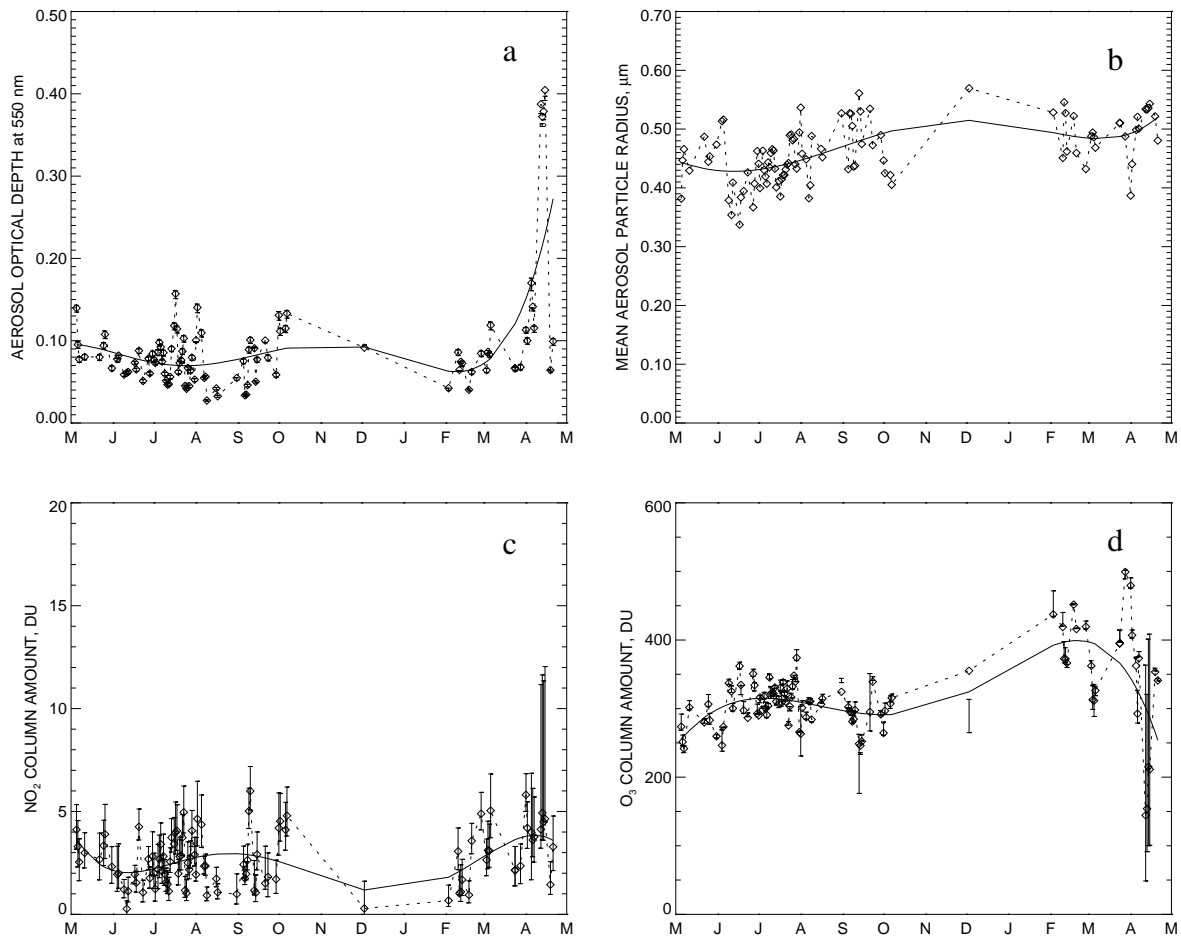 a
AEROSOL OPTICAL DEPTH at 550 nm
0.50
0.40
0.30
0.20
0.10
0.00
M J J A S O N D J F M A M
b
MEAN AEROSOL PARTICLE RADIUS, μm
0.70
0.60
0.50
0.40
0.30
0.20
0.10
0.00
M J J A S O N D J F M A M
c
NO₂ COLUMN AMOUNT, DU
20
15
10
5
0
M J J A S O N D J F M A M
d
O₃ COLUMN AMOUNT, DU
600
400
200
0
M J J A S O N D J F M A M